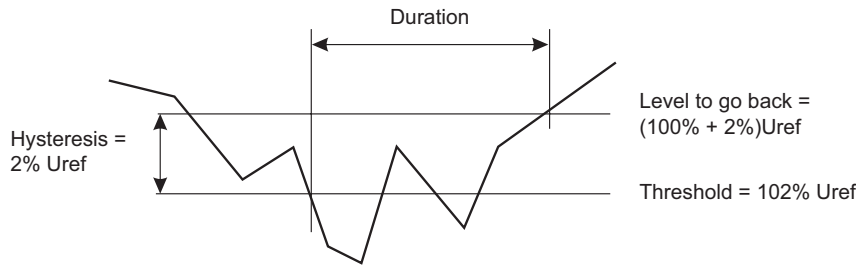 Duration
Level to go back =
(100% + 2%)Uref
Hysteresis =
2% Uref
Threshold = 102% Uref